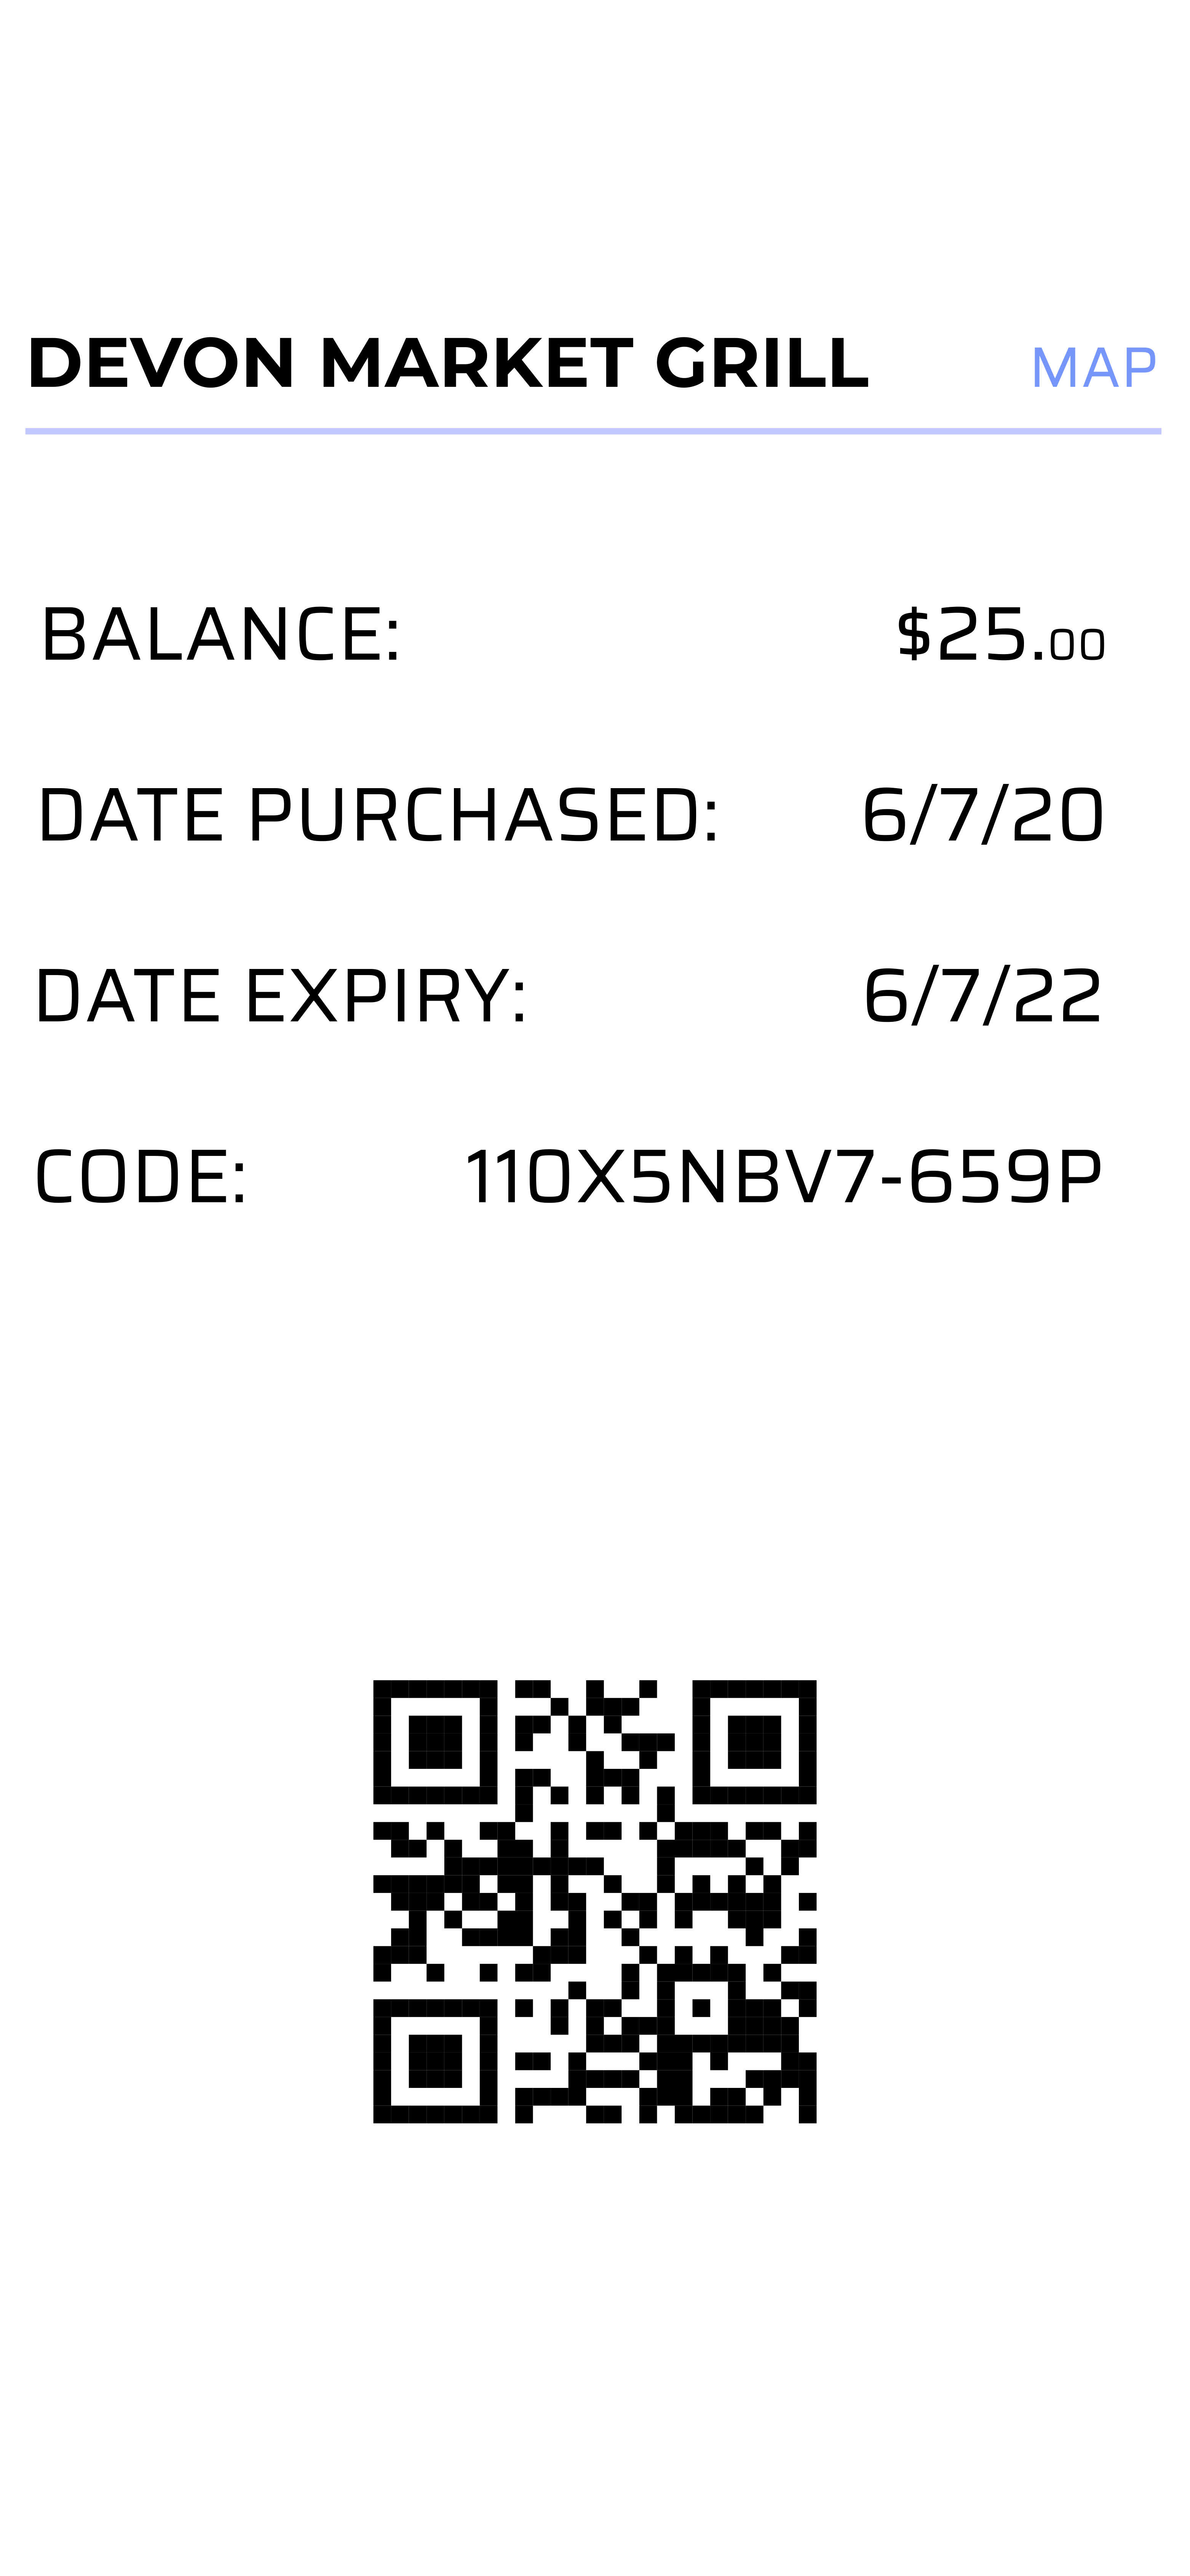 DEVON MARKET GRILL MAP
BALANCE: $25.00
DATE PURCHASED: 6/7/20
DATE EXPIRY: 6/7/22
CODE: 110X5NBV7-659P